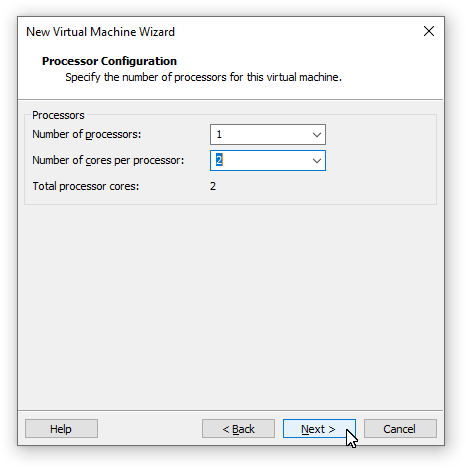 New Virtual Machine Wizard
Processor Configuration
Specify the number of processors for this virtual machine.
Processors
Number of processors: 1
Number of cores per processor: 2
Total processor cores: 2
Help < Back Next > Cancel